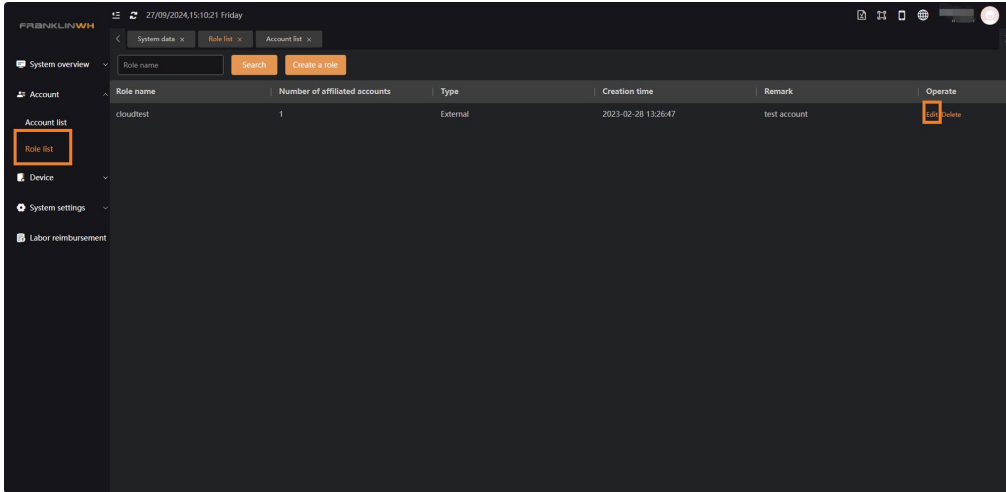 FRANKLINWH
27/09/2024,15:10:21 Friday
System data × Role list × Account list ×
System overview
Role name Search Create a role
Account
Account list
Role list
Device
System settings
Labor reimbursement
Role name Number of affiliated accounts Type Creation time Remark Operate
cloudtest 1 External 2023-02-28 13:26:47 test account Edit Delete